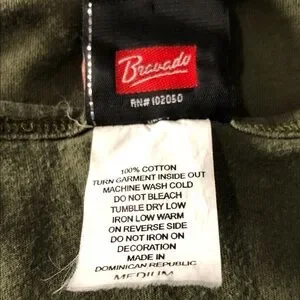 Bravado
RN# 102050
100% COTTON
TURN GARMENT INSIDE OUT
MACHINE WASH COLD
DO NOT BLEACH
TUMBLE DRY LOW
IRON LOW WARM
ON REVERSE SIDE
DO NOT IRON ON
DECORATION
MADE IN
DOMINICAN REPUBLIC
MEDIUM